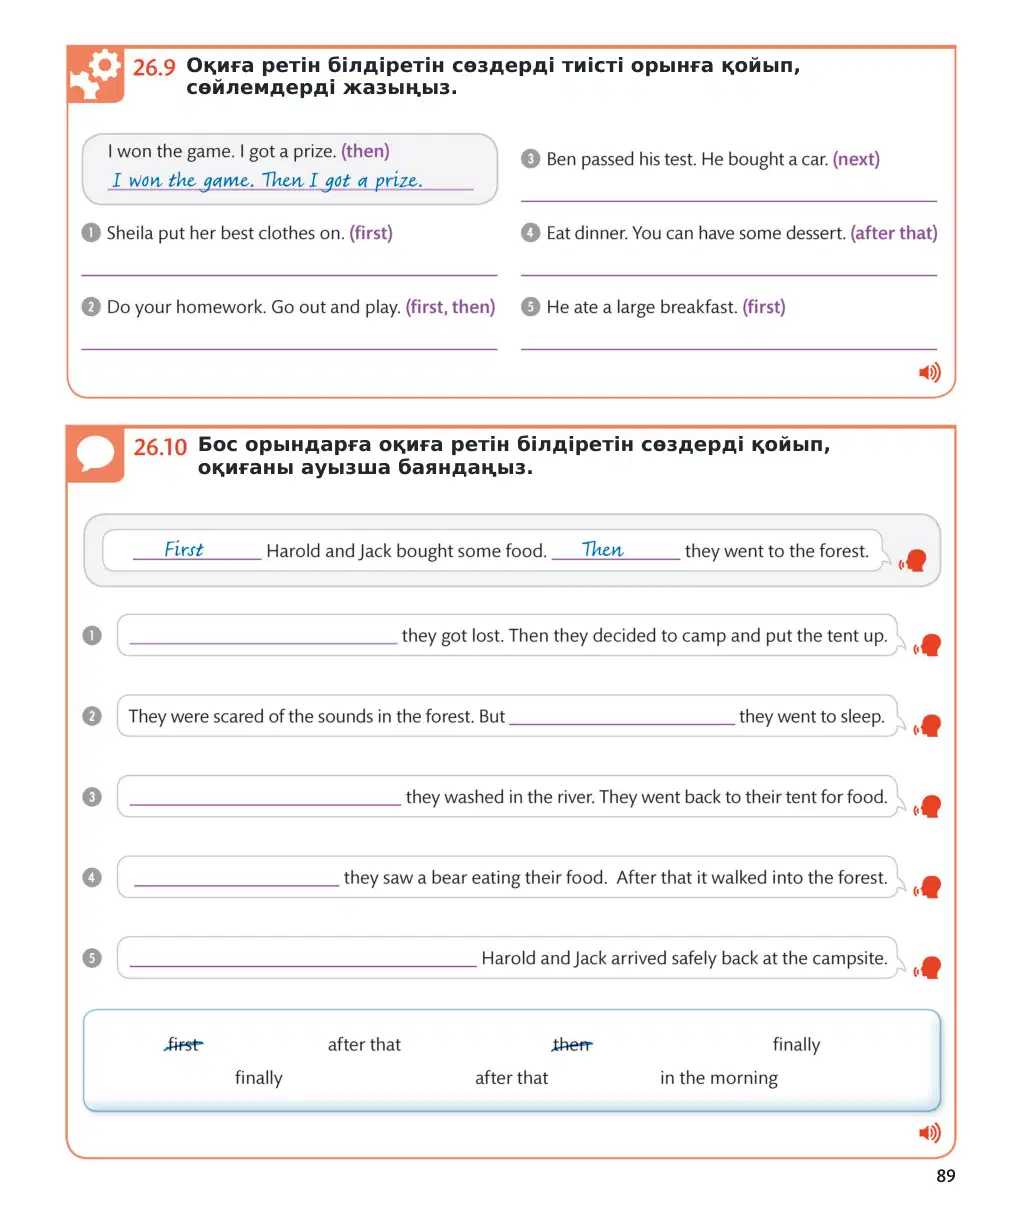 26.9 Оқиға ретін білдіретін сөздерді тиісті орынға қойып,
сөйлемдерді жазыңыз.
I won the game. I got a prize. (then)
I won the game. Then I got a prize.
1 Sheila put her best clothes on. (first)
2 Do your homework. Go out and play. (first, then)
3 Ben passed his test. He bought a car. (next)
4 Eat dinner. You can have some dessert. (after that)
5 He ate a large breakfast. (first)
26.10 Бос орындарға оқиға ретін білдіретін сөздерді қойып,
оқиғаны ауызша баяндаңыз.
First Harold and Jack bought some food. Then they went to the forest.
1 they got lost. Then they decided to camp and put the tent up.
2 They were scared of the sounds in the forest. But they went to sleep.
3 they washed in the river. They went back to their tent for food.
4 they saw a bear eating their food. After that it walked into the forest.
5 Harold and Jack arrived safely back at the campsite.
first after that then finally
finally after that in the morning
89